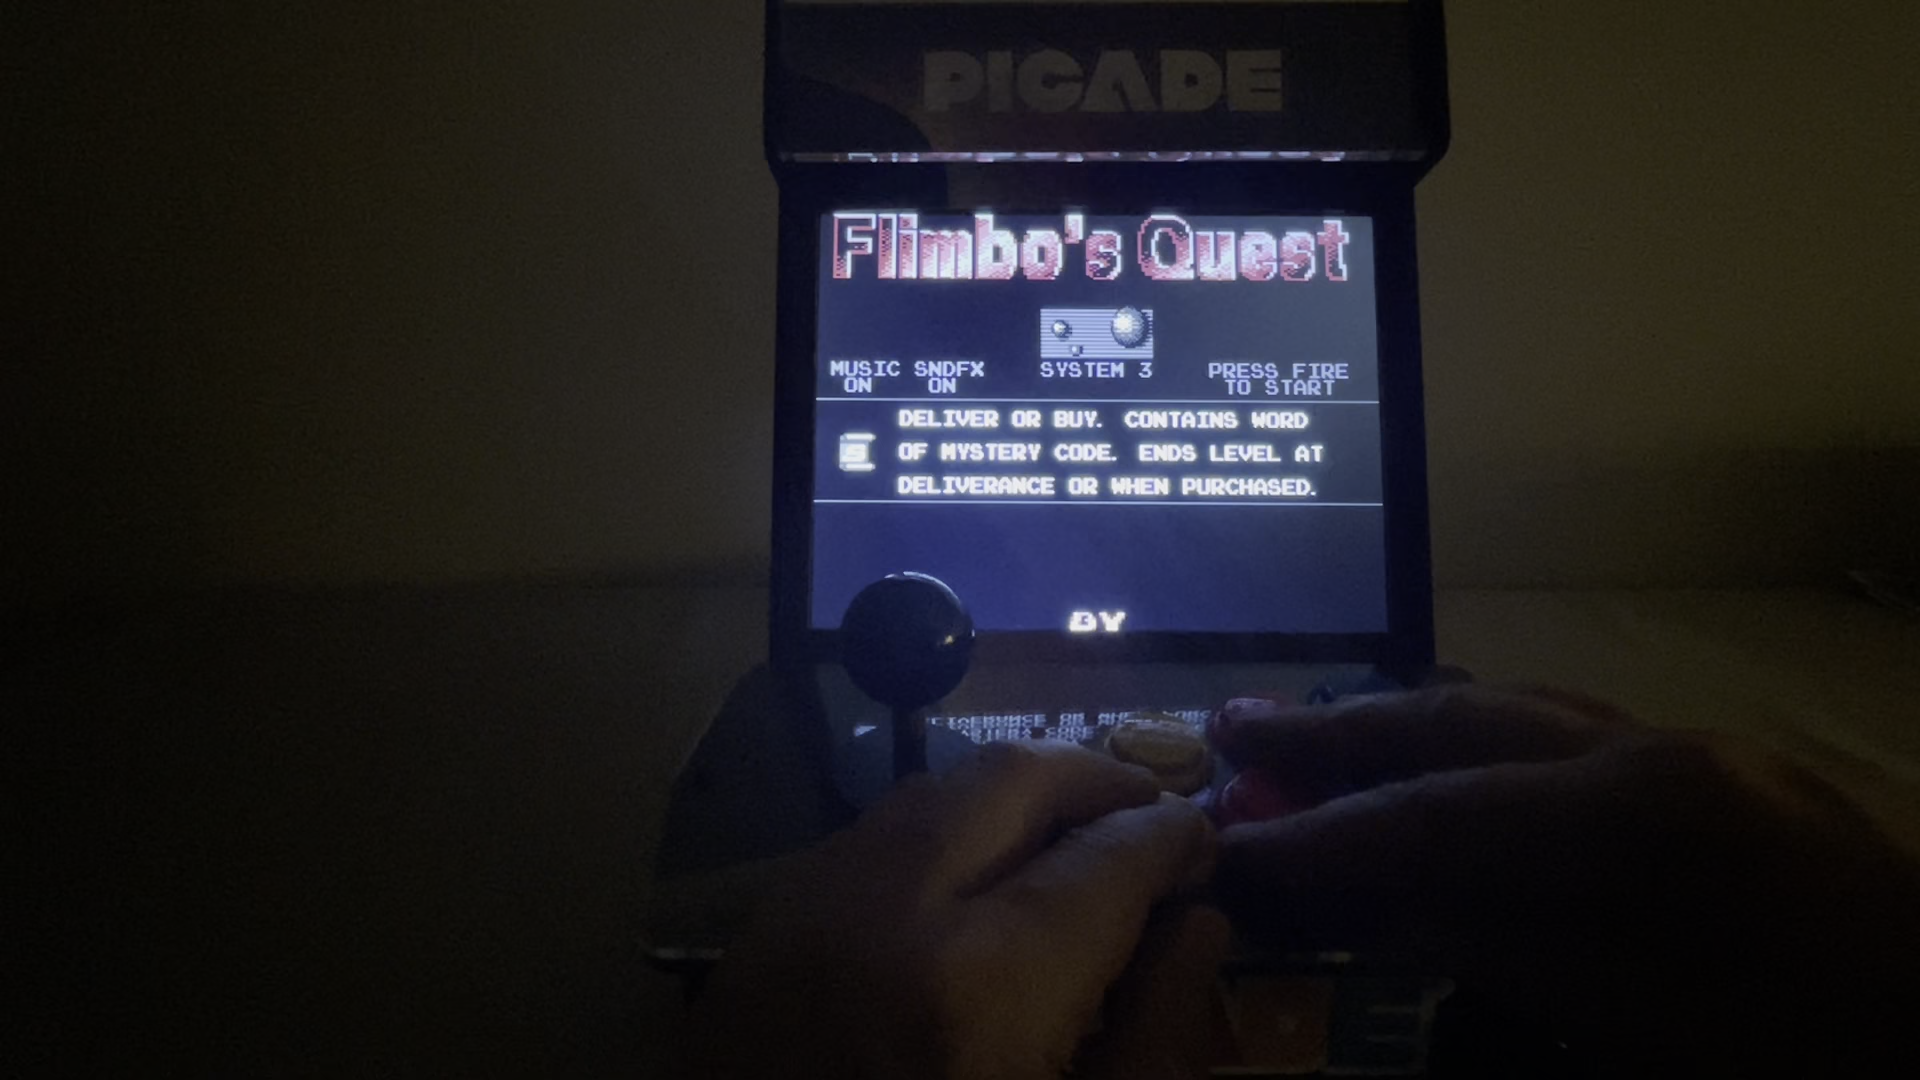 PICADE
Flimbo's Quest
MUSIC SNDFX
ON ON
SYSTEM 3
PRESS FIRE
TO START
DELIVER OR BUY. CONTAINS WORD
S OF MYSTERY CODE. ENDS LEVEL AT
DELIVERANCE OR WHEN PURCHASED.
BY